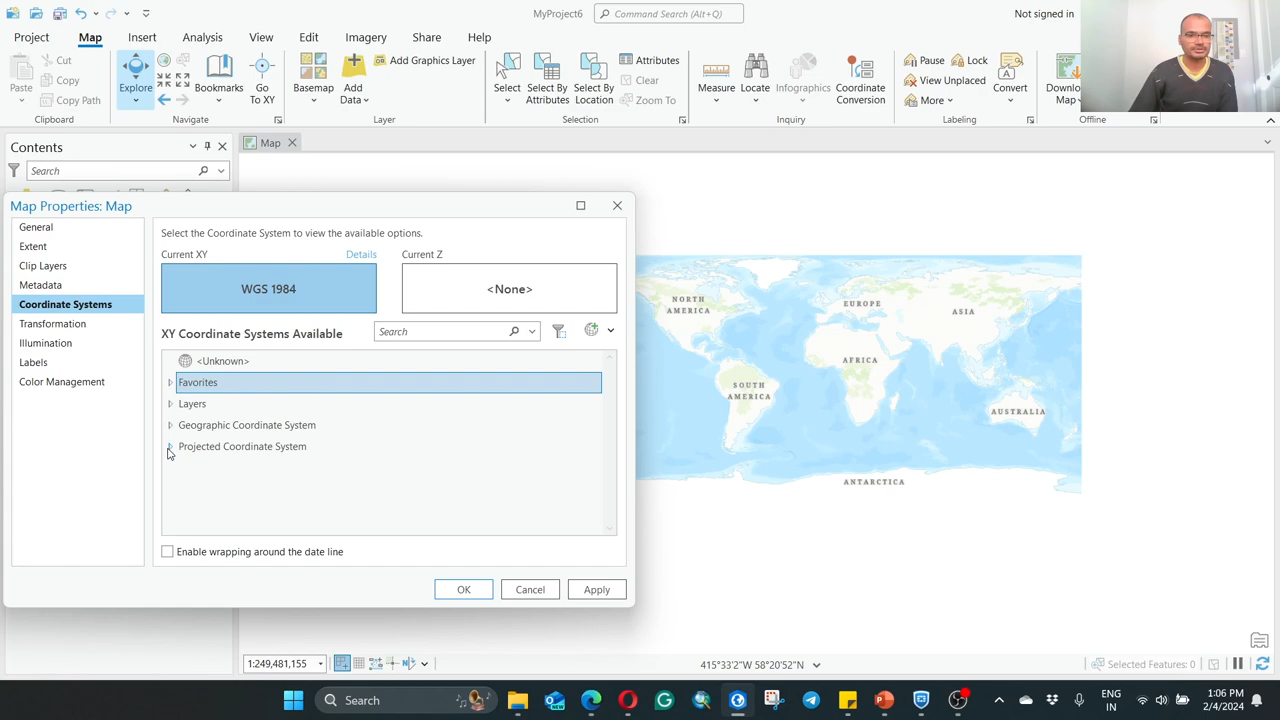 MyProject6
Command Search (Alt+Q)
Not signed in
Project
Map
Insert
Analysis
View
Edit
Imagery
Share
Help
Paste
Cut
Copy
Copy Path
Clipboard
Explore
Bookmarks
Go
To XY
Navigate
Basemap
Add
Data
Add Graphics Layer
Layer
Select
Select By
Attributes
Select By
Location
Attributes
Clear
Zoom To
Selection
Measure
Locate
Infographics
Coordinate
Conversion
Inquiry
Pause
Lock
View Unplaced
More
Convert
Labeling
Downlo
Map
Offline
Contents
Search
Map
Map Properties: Map
General
Extent
Clip Layers
Metadata
Coordinate Systems
Transformation
Illumination
Labels
Color Management
Select the Coordinate System to view the available options.
Current XY
Details
Current Z
WGS 1984
<None>
XY Coordinate Systems Available
Search
<Unknown>
Favorites
Layers
Geographic Coordinate System
Projected Coordinate System
Enable wrapping around the date line
OK
Cancel
Apply
NORTH
AMERICA
EUROPE
ASIA
AFRICA
SOUTH
AMERICA
AUSTRALIA
ANTARCTICA
1:249,481,155
415°33'2"W 58°20'52"N
Selected Features: 0
Search
ENG
IN
1:06 PM
2/4/2024